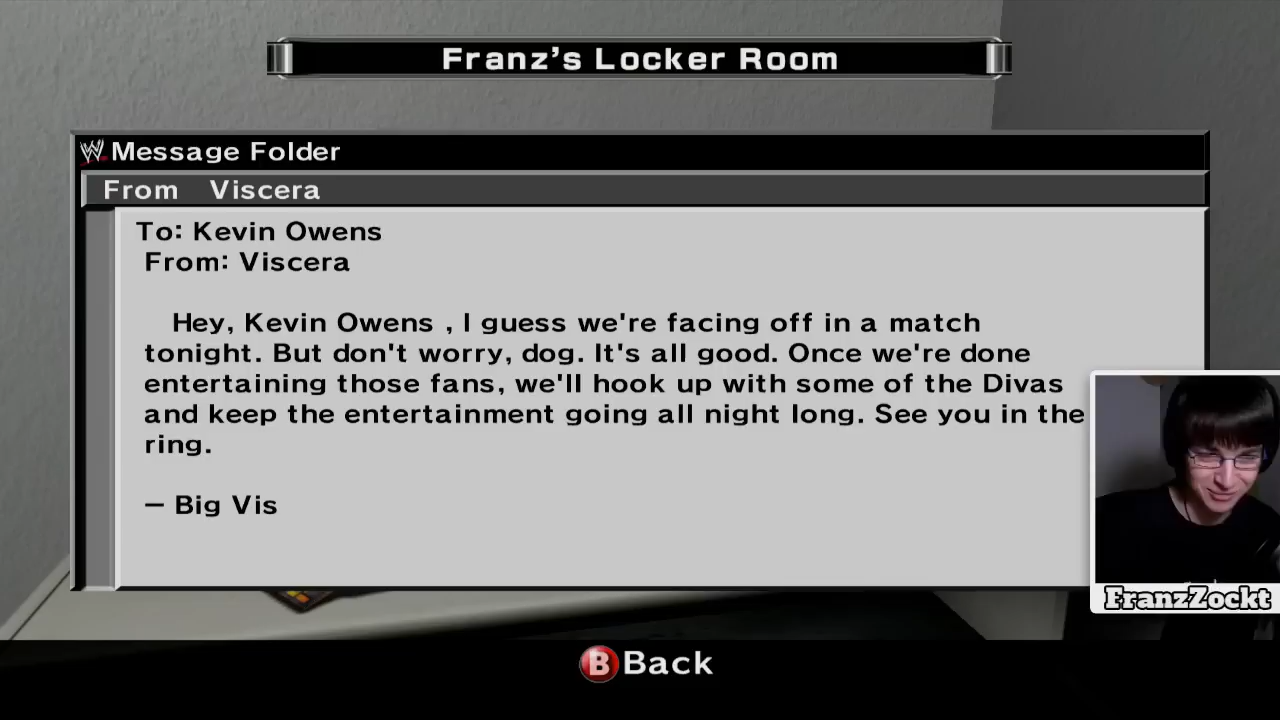 Franz's Locker Room
W Message Folder
From Viscera
To: Kevin Owens
From: Viscera
Hey, Kevin Owens , I guess we're facing off in a match
tonight. But don't worry, dog. It's all good. Once we're done
entertaining those fans, we'll hook up with some of the Divas
and keep the entertainment going all night long. See you in the
ring.
– Big Vis
FranzZockt
B Back